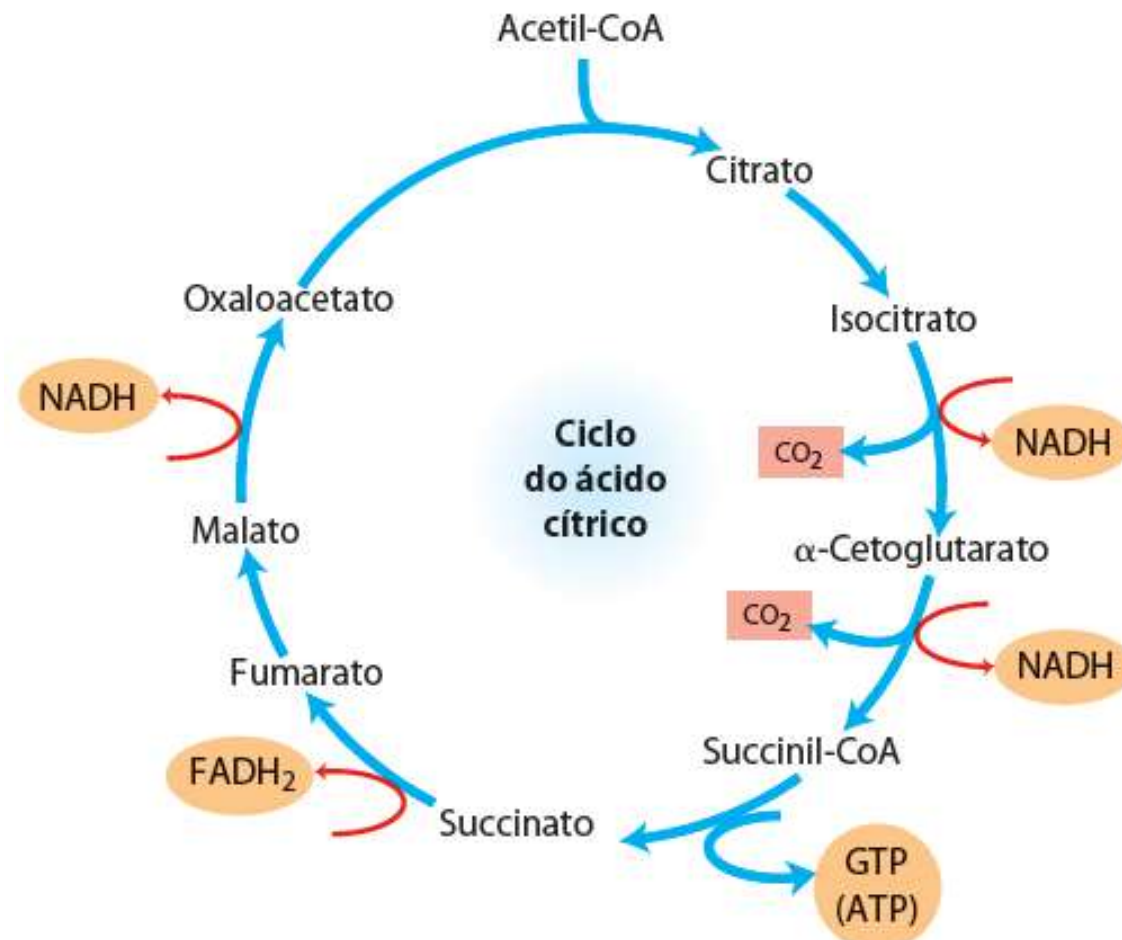 Acetil-CoA
Citrato
Isocitrato
NADH
CO₂
α-Cetoglutarato
CO₂
NADH
Succinil-CoA
GTP
(ATP)
Succinato
FADH₂
Fumarato
Malato
NADH
Oxaloacetato
Ciclo
do ácido
cítrico